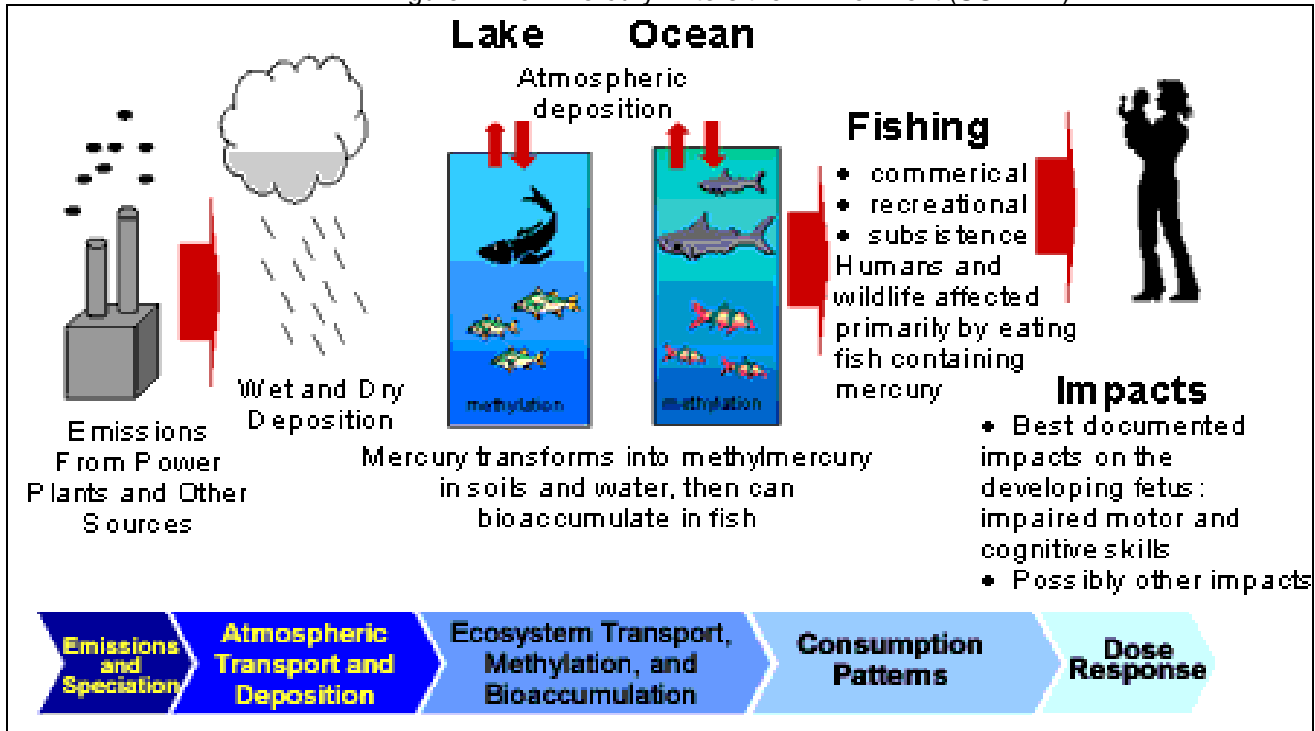 Lake Ocean
Atmospheric
deposition
Fishing
• commerical
• recreational
• subsistence
Humans and
wildlife affected
primarily by eating
fish containing
mercury
Wet and Dry
Deposition
methylation
methylation
Emissions
From Power
Plants and Other
Sources
Mercury transforms into methylmercury
in soils and water, then can
bioaccumulate in fish
Impacts
• Best documented
impacts on the
developing fetus:
impaired motor and
cognitive skills
• Possibly other impacts
Emissions
and
Speciation
Atmospheric
Transport and
Deposition
Ecosystem Transport,
Methylation, and
Bioaccumulation
Consumption
Patterns
Dose
Response